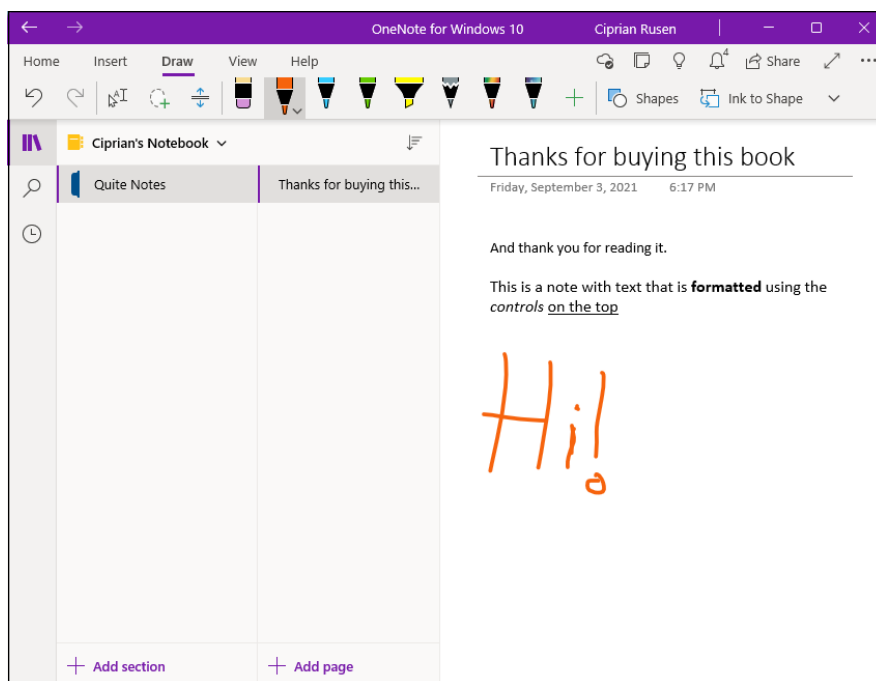 OneNote for Windows 10 Ciprian Rusen
Home Insert Draw View Help 4 Share
Shapes Ink to Shape
Ciprian's Notebook
Quite Notes
Thanks for buying this...
Add section
Add page
Thanks for buying this book
Friday, September 3, 2021 6:17 PM
And thank you for reading it.
This is a note with text that is formatted using the
controls on the top
Hi!